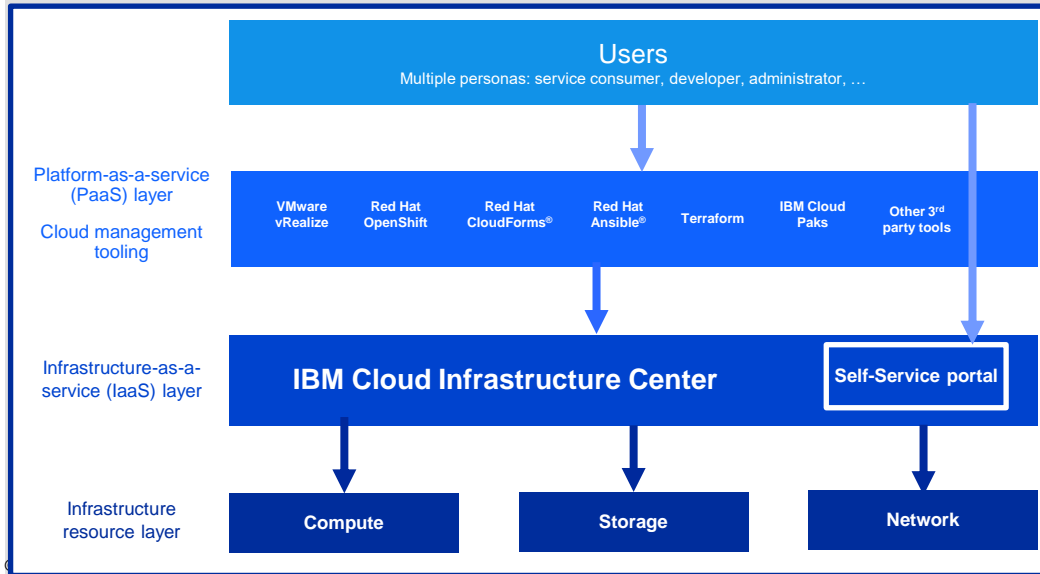 Users
Multiple personas: service consumer, developer, administrator, …
Platform-as-a-service
(PaaS) layer
Cloud management
tooling
VMware
vRealize
Red Hat
OpenShift
Red Hat
CloudForms®
Red Hat
Ansible®
Terraform
IBM Cloud
Paks
Other 3rd
party tools
Infrastructure-as-a-
service (IaaS) layer
IBM Cloud Infrastructure Center
Self-Service portal
Infrastructure
resource layer
Compute
Storage
Network